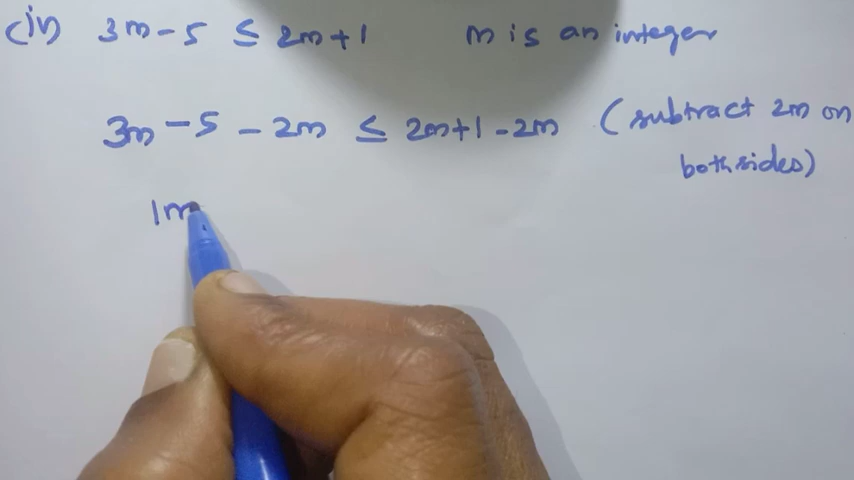 (iv) 3m - 5 ≤ 2m + 1 m is an integer
3m - 5 - 2m ≤ 2m + 1 - 2m (subtract 2m on both sides)
1m